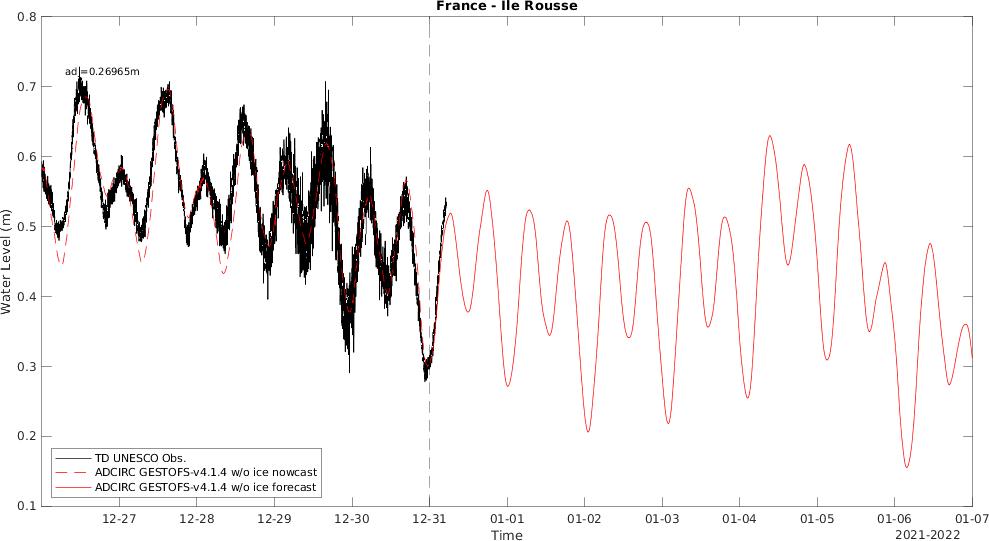 France - Ile Rousse
0.8
0.7
0.6
0.5
0.4
0.3
0.2
0.1
Water Level (m)
adj=0.26965m
TD UNESCO Obs.
ADCIRC GESTOFS-v4.1.4 w/o ice nowcast
ADCIRC GESTOFS-v4.1.4 w/o ice forecast
12-27 12-28 12-29 12-30 12-31 01-01 01-02 01-03 01-04 01-05 01-06 01-07
Time
2021-2022